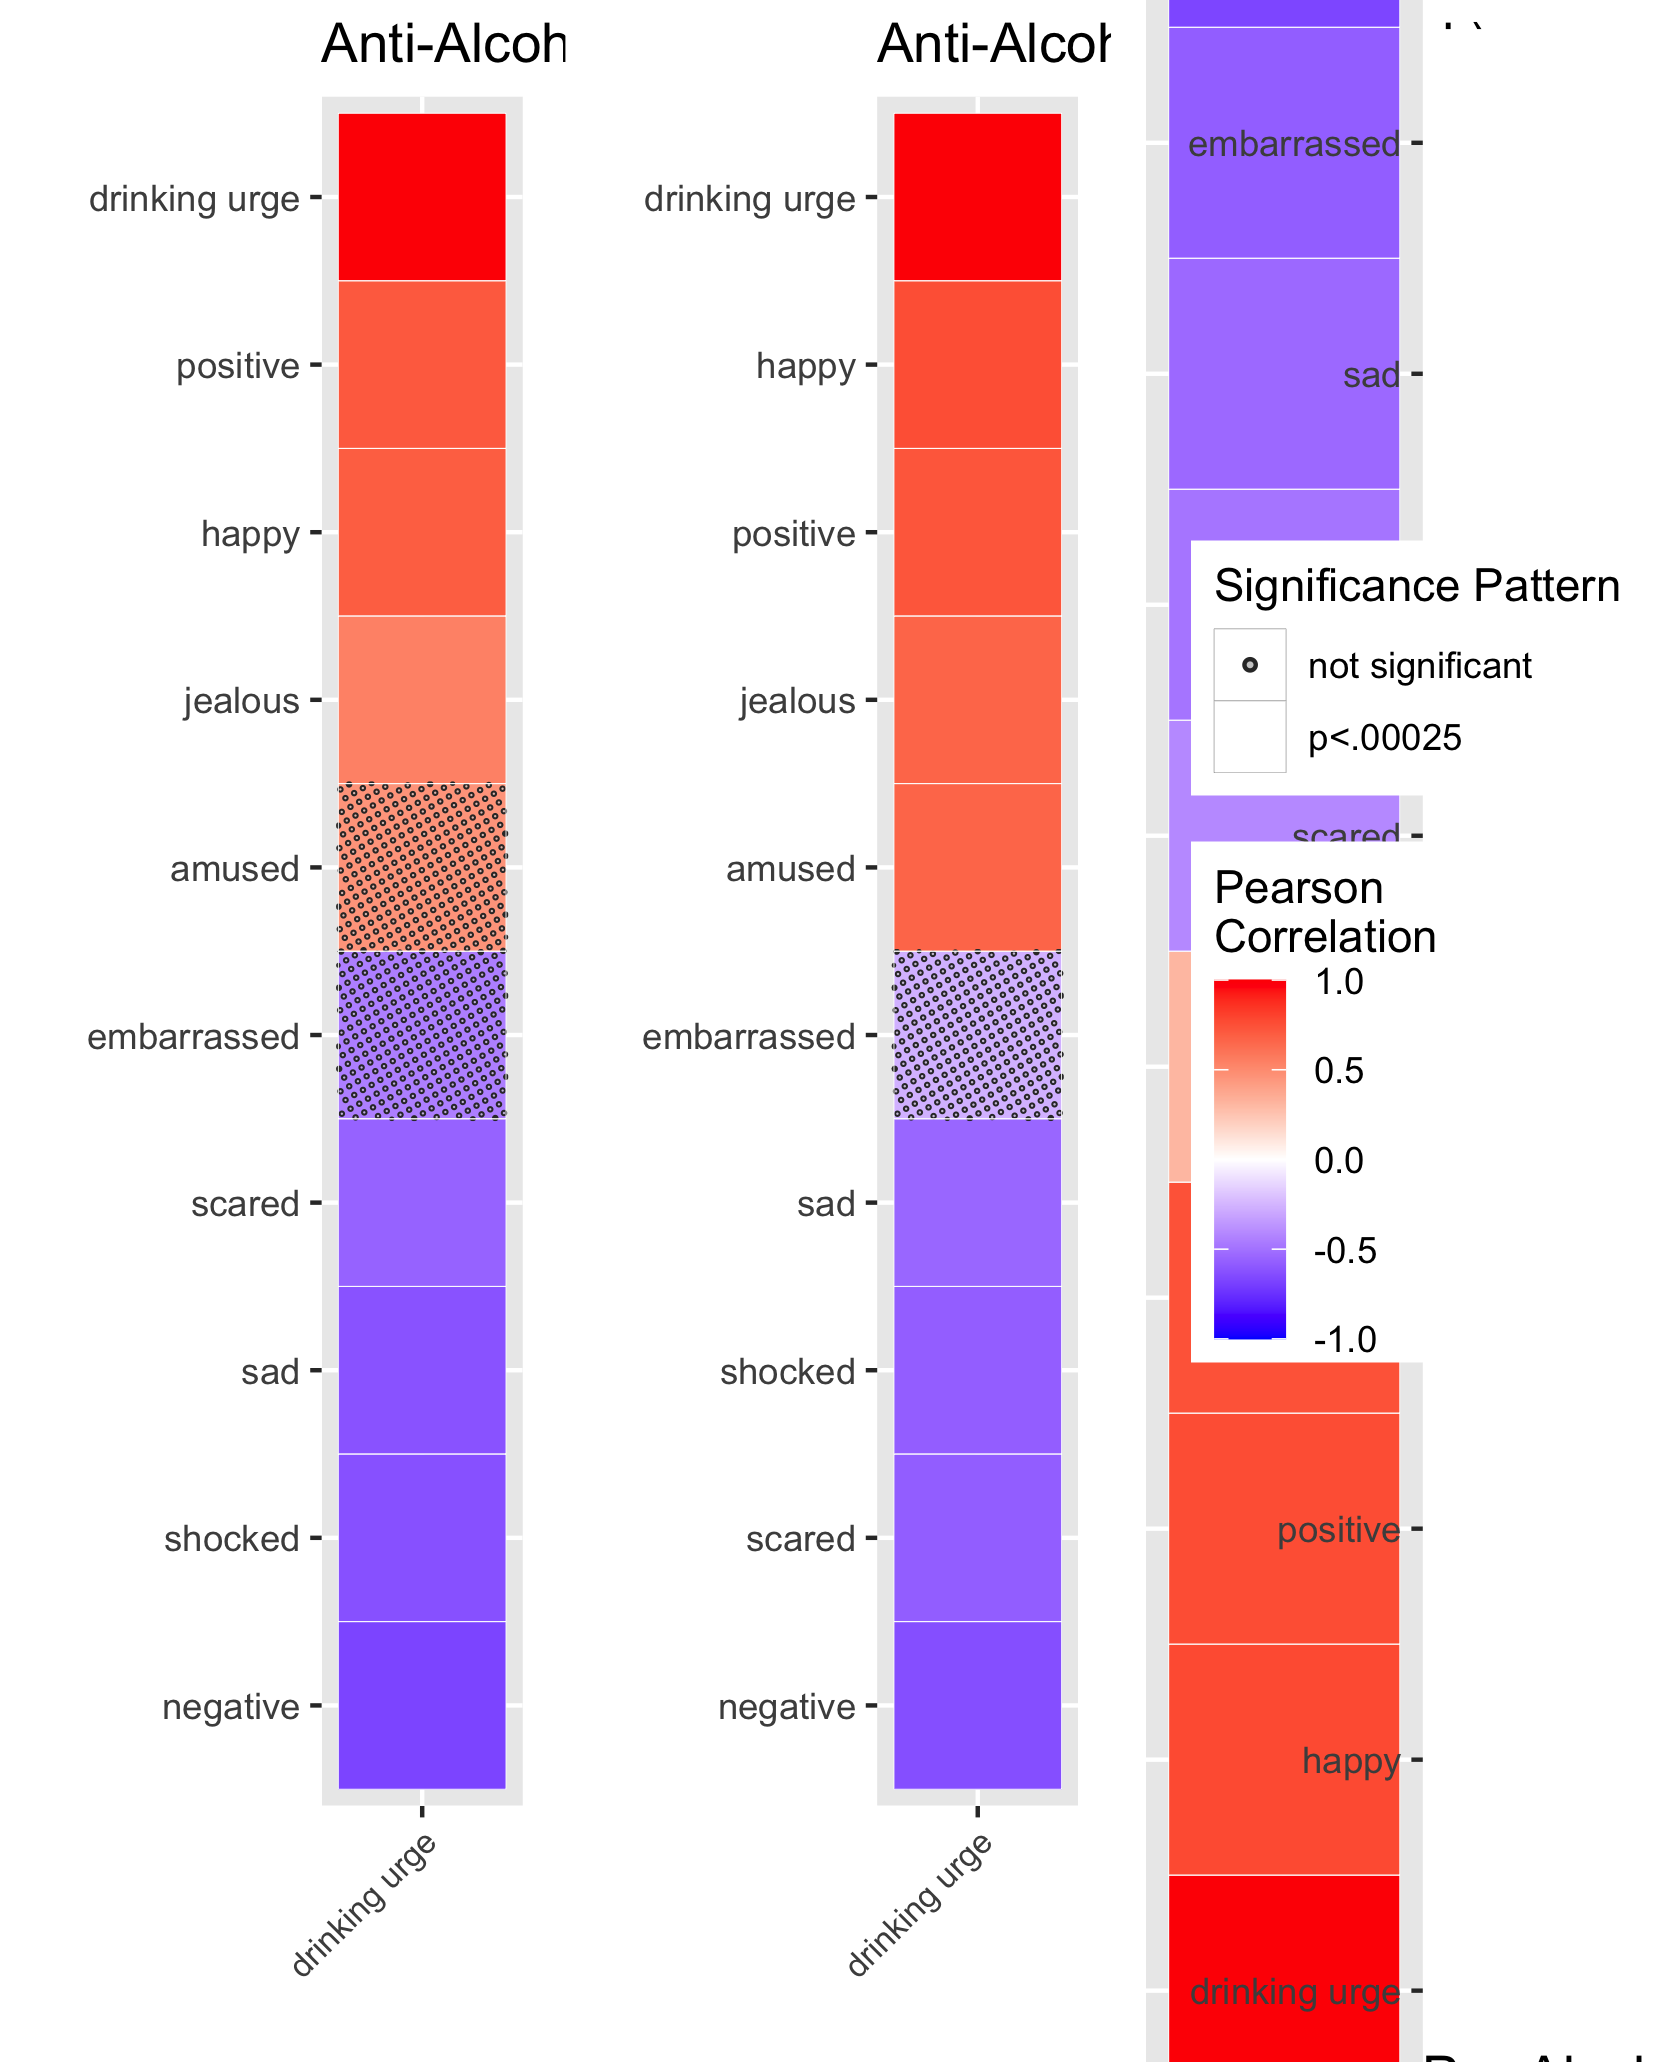 Anti-Alcoh
drinking urge
positive
happy
jealous
amused
embarrassed
scared
sad
shocked
negative
drinking urge
Anti-Alcoh
drinking urge
happy
positive
jealous
amused
embarrassed
sad
shocked
scared
negative
drinking urge
embarrassed
sad
Significance Pattern
not significant
p<.00025
scared
Pearson
Correlation
1.0
0.5
0.0
-0.5
-1.0
positive
happy
drinking urge